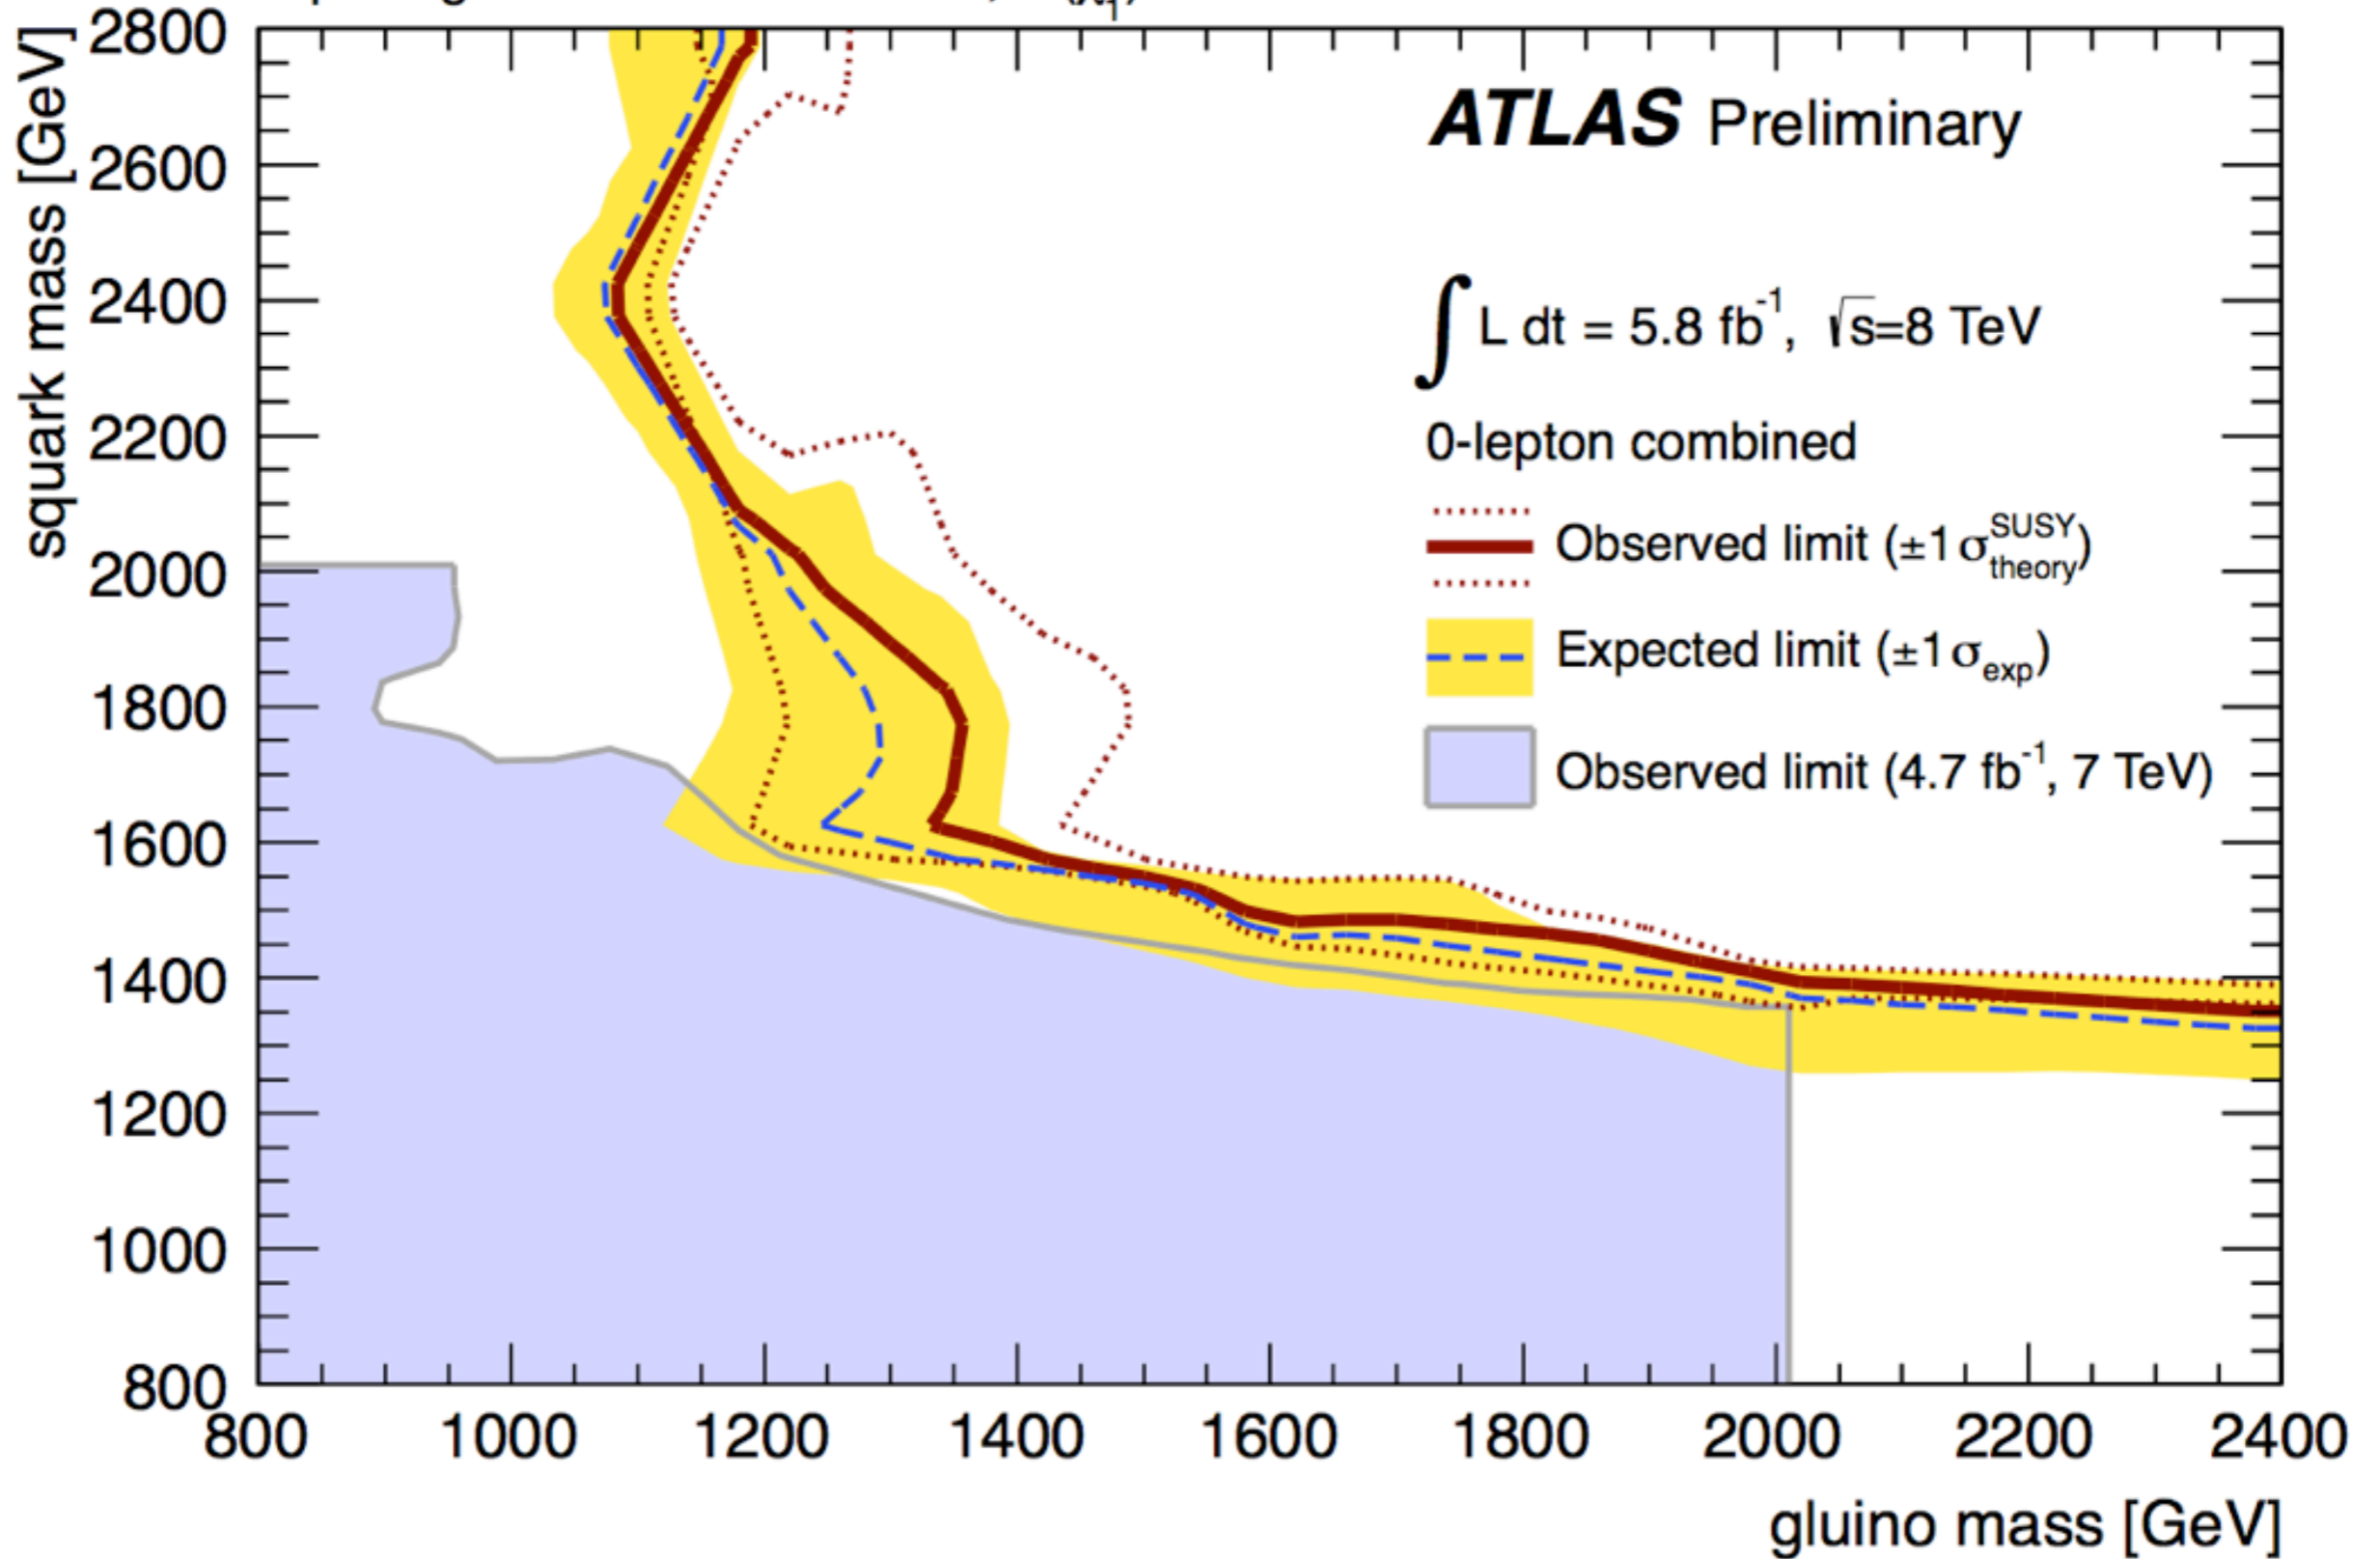 squark mass [GeV]
2800
2600
2400
2200
2000
1800
1600
1400
1200
1000
800
ATLAS Preliminary
∫ L dt = 5.8 fb⁻¹, √s=8 TeV
0-lepton combined
Observed limit (±1 σ^SUSY_theory)
Expected limit (±1 σ_exp)
Observed limit (4.7 fb⁻¹, 7 TeV)
800 1000 1200 1400 1600 1800 2000 2200 2400
gluino mass [GeV]